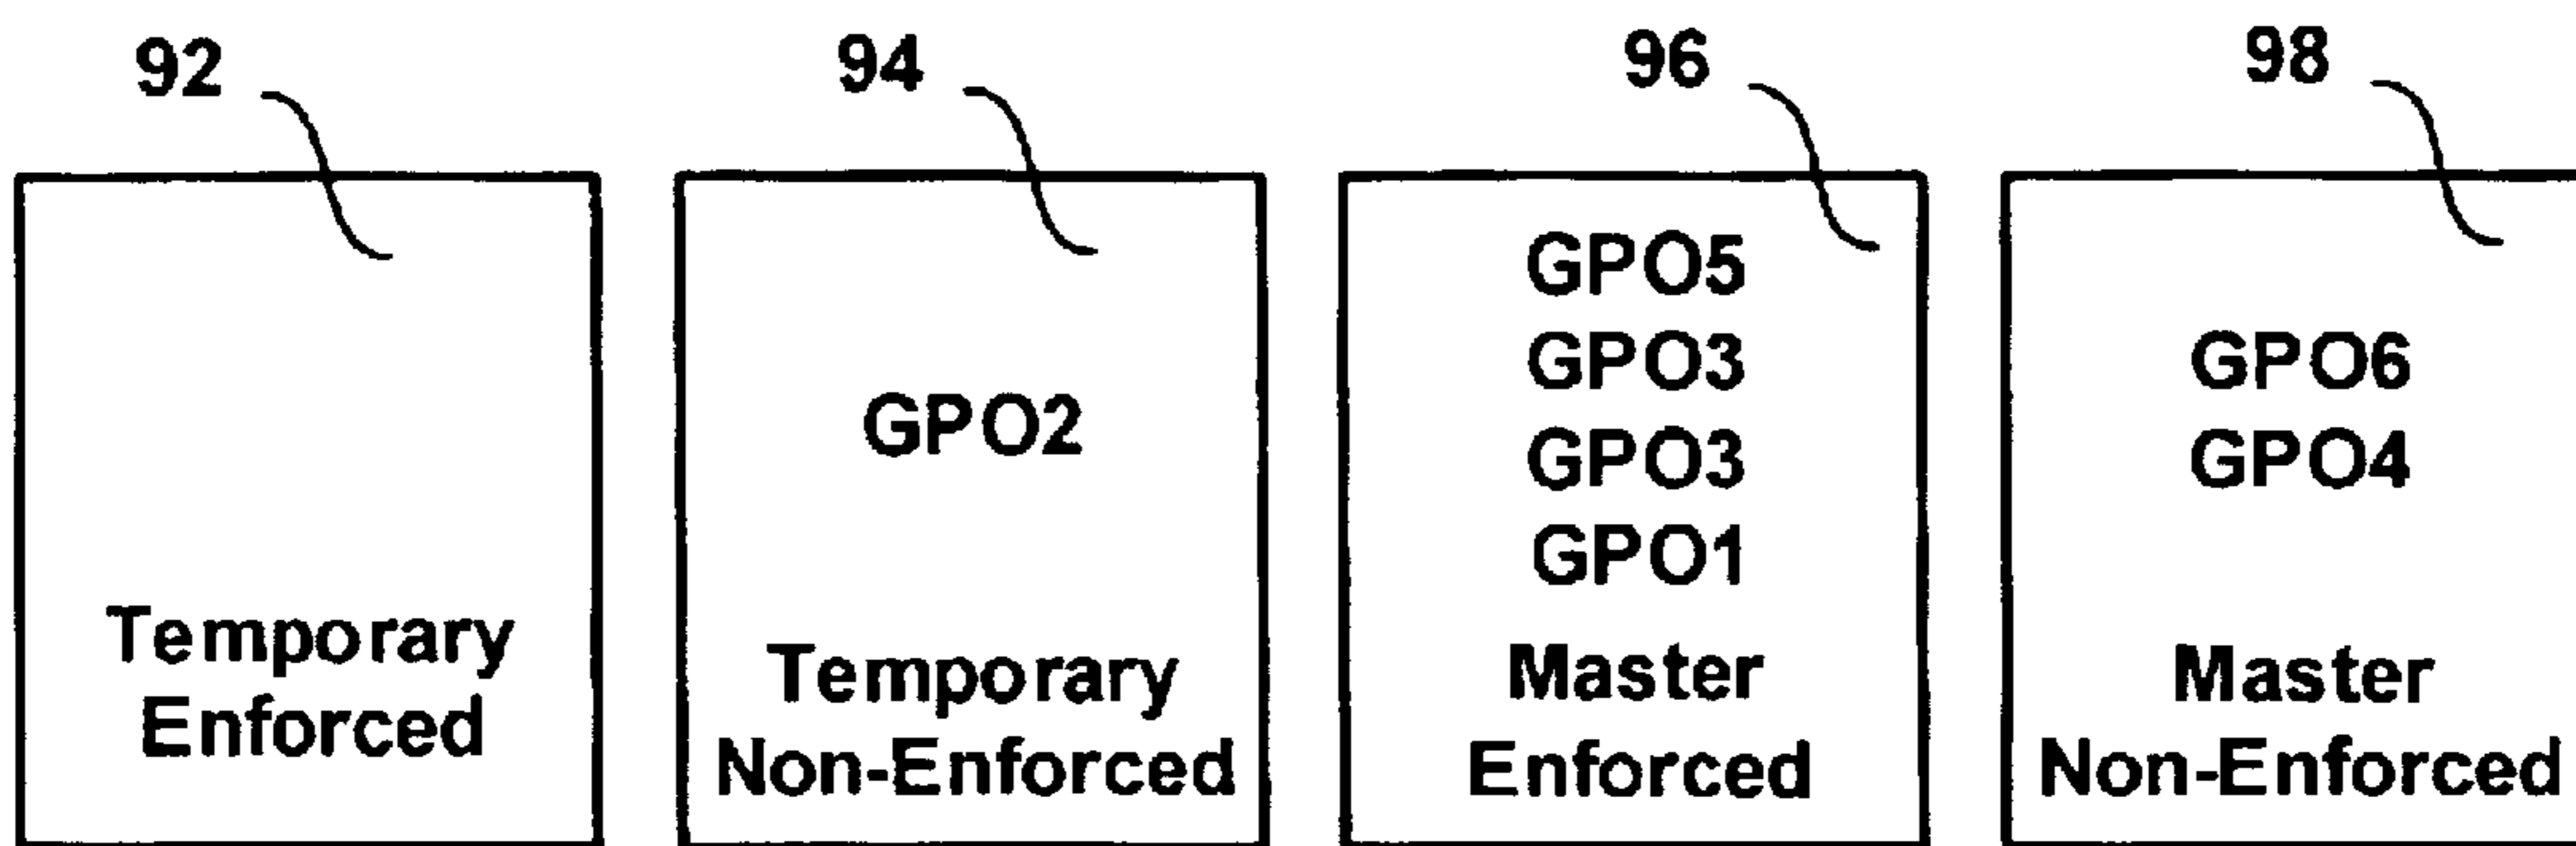 92
94
96
98
Temporary
Enforced
GPO2
Temporary
Non-Enforced
GPO5
GPO3
GPO3
GPO1
Master
Enforced
GPO6
GPO4
Master
Non-Enforced